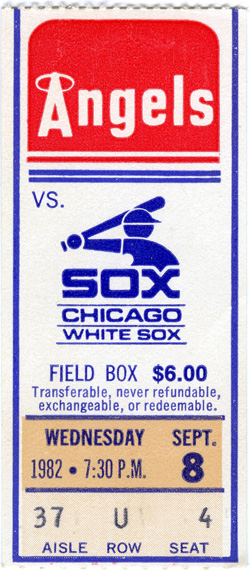 Angels
VS.
SOX
CHICAGO
WHITE SOX
FIELD BOX $6.00
Transferable, never refundable,
exchangeable, or redeemable.
WEDNESDAY SEPT.
1982 • 7:30 P.M. 8
37 U 4
AISLE ROW SEAT